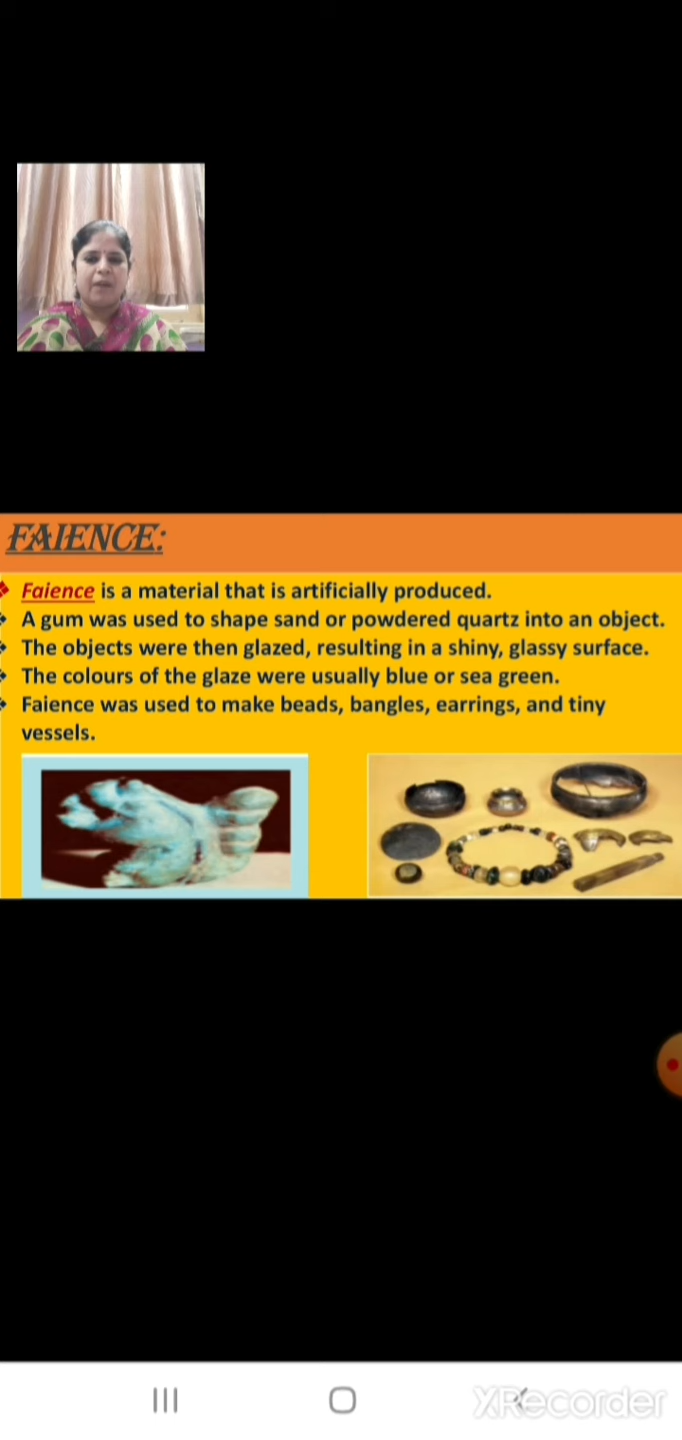 FAIENCE:
Faience is a material that is artificially produced.
A gum was used to shape sand or powdered quartz into an object.
The objects were then glazed, resulting in a shiny, glassy surface.
The colours of the glaze were usually blue or sea green.
Faience was used to make beads, bangles, earrings, and tiny
vessels.
XRecorder